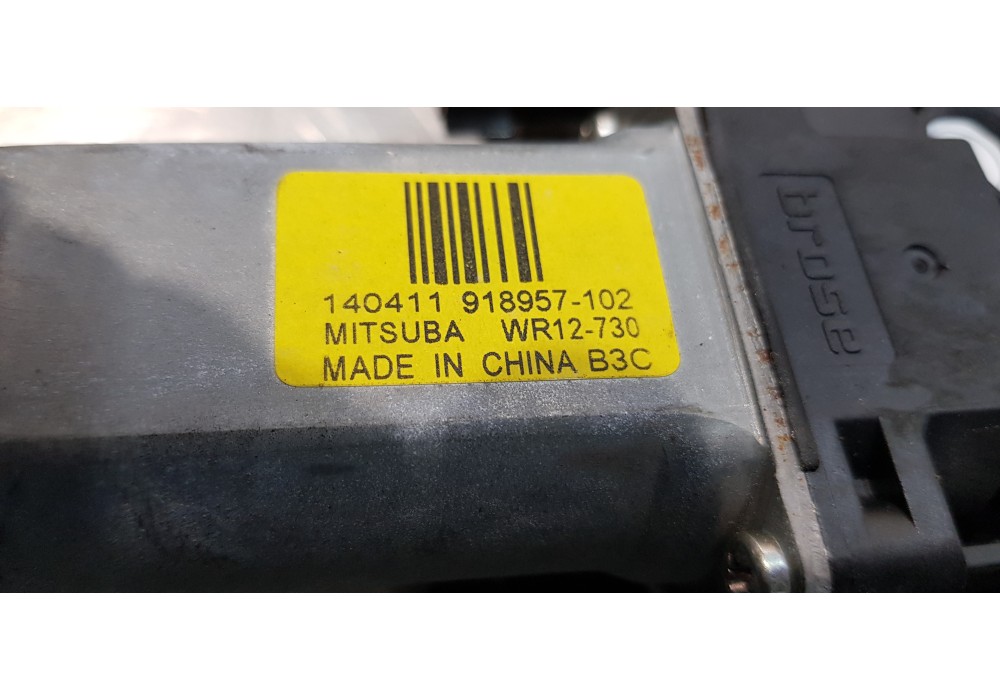 140411 918957-102
MITSUBA WR12-730
MADE IN CHINA B3C
brose